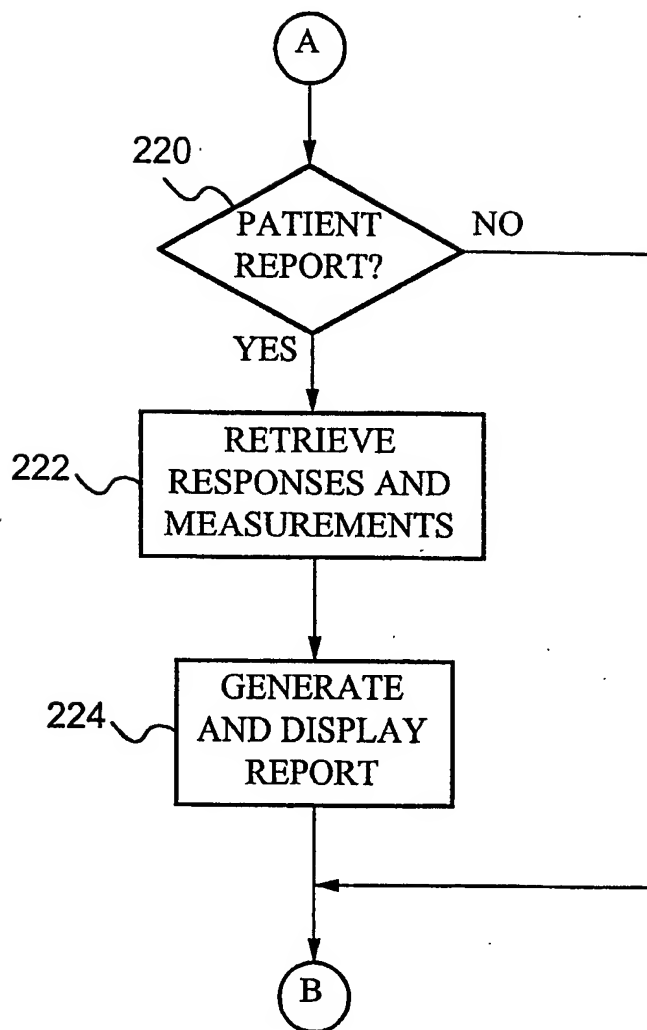 A
220
PATIENT
REPORT?
NO
YES
222
RETRIEVE
RESPONSES AND
MEASUREMENTS
224
GENERATE
AND DISPLAY
REPORT
B